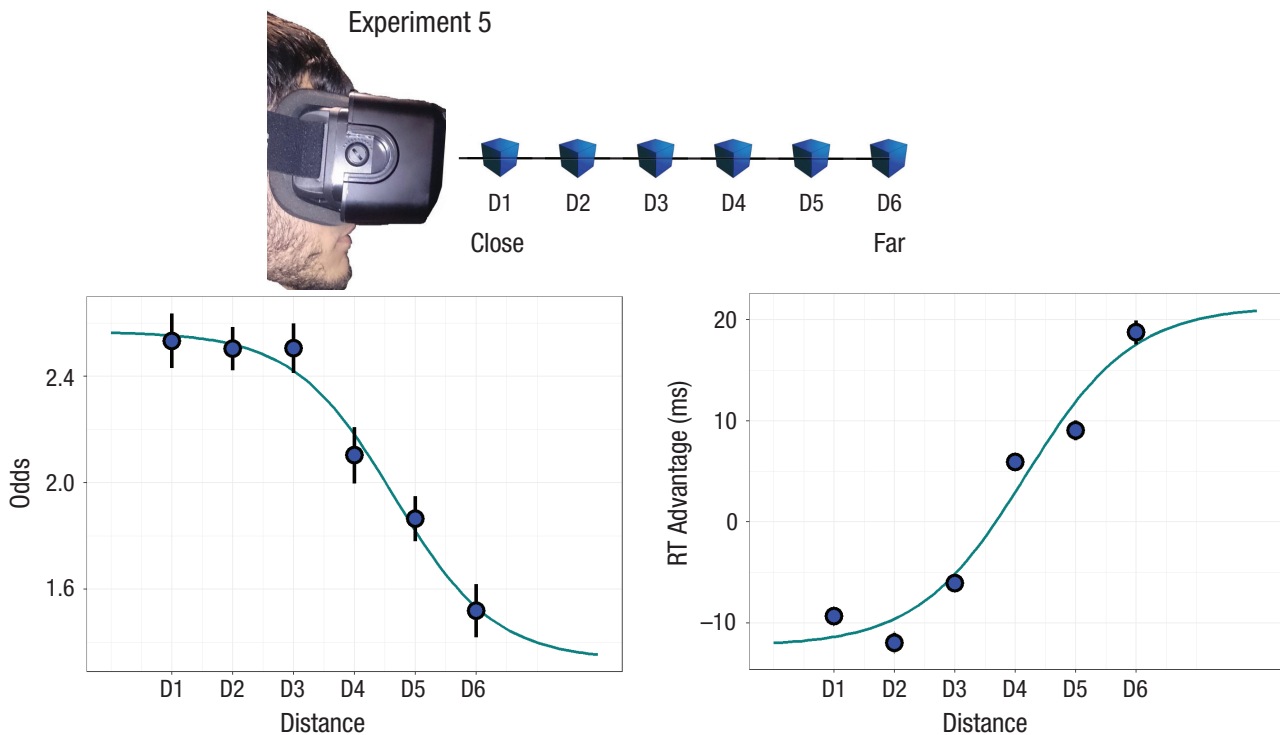 Experiment 5
D1 D2 D3 D4 D5 D6
Close Far
Odds
2.4
2.0
1.6
D1 D2 D3 D4 D5 D6
Distance
RT Advantage (ms)
20
10
0
–10
D1 D2 D3 D4 D5 D6
Distance